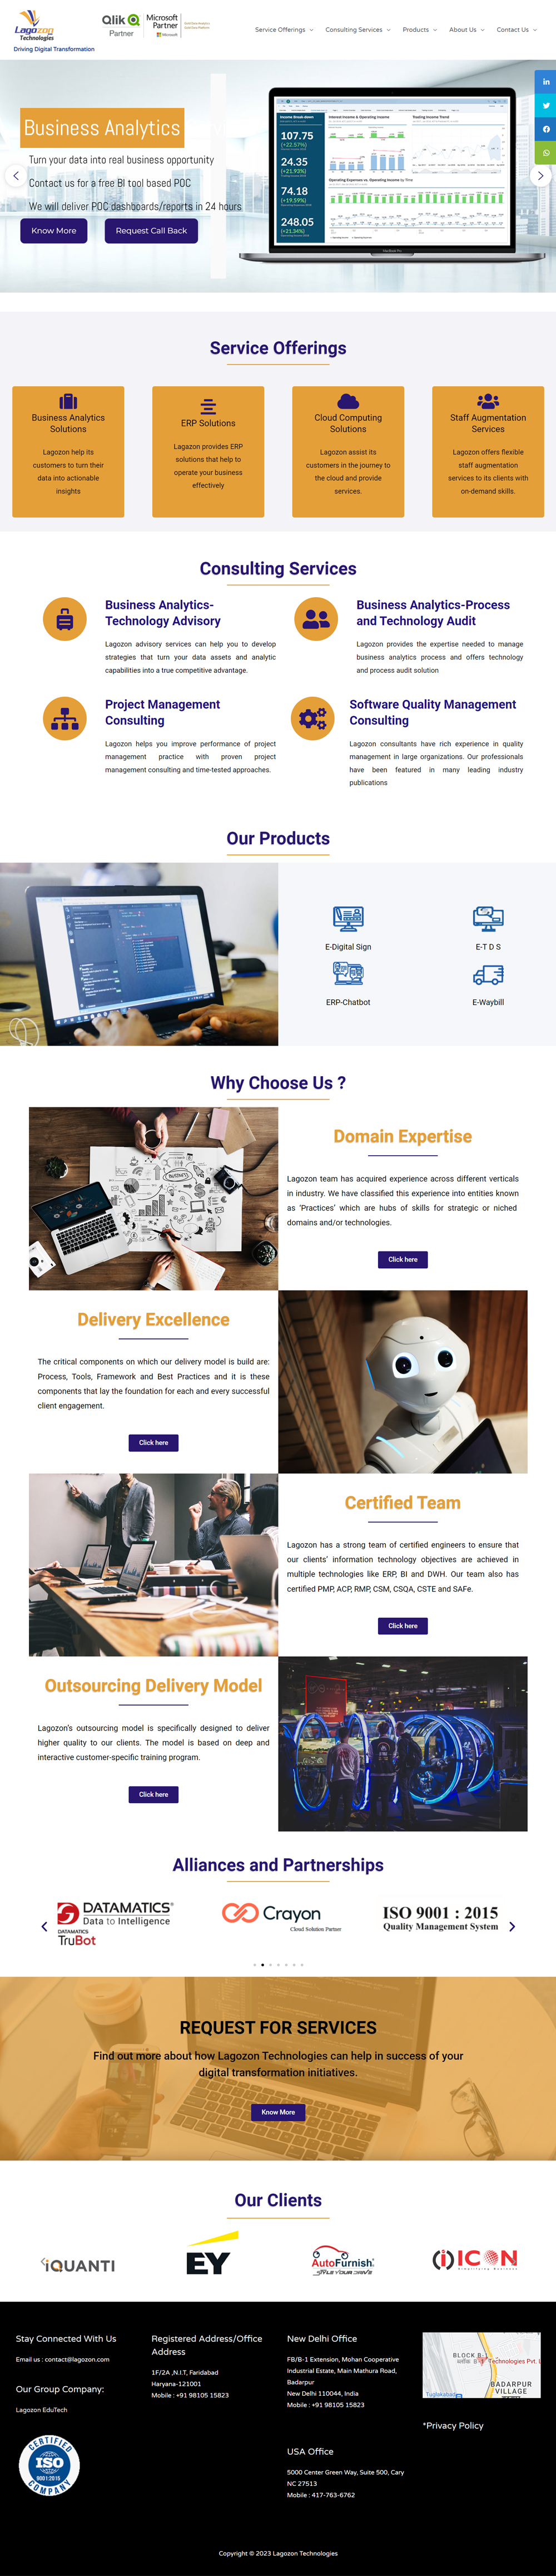 Lagozon
Technologies
Driving Digital Transformation
Qlik Partner
Microsoft Partner
Microsoft
Service Offerings
Consulting Services
Products
About Us
Contact Us
Business Analytics
Turn your data into real business opportunity
Contact us for a free BI tool based POC
We will deliver POC dashboards/reports in 24 hours
Know More
Request Call Back
107.75
(+22.57%)
24.35
(+21.93%)
74.18
(+19.59%)
248.05
(+21.34%)
Service Offerings
Business Analytics
Solutions
Lagozon help its
customers to turn their
data into actionable
insights
ERP Solutions
Lagazon provides ERP
solutions that help to
operate your business
effectively
Cloud Computing
Solutions
Lagozon assist its
customers in the journey to
the cloud and provide
services.
Staff Augmentation
Services
Lagozon offers flexible
staff augmentation
services to its clients with
on-demand skills.
Consulting Services
Business Analytics-
Technology Advisory
Lagozon advisory services can help you to develop
strategies that turn your data assets and analytic
capabilities into a true competitive advantage.
Business Analytics-Process
and Technology Audit
Lagozon provides the expertise needed to manage
business analytics process and offers technology
and process audit solution
Project Management
Consulting
Lagozon helps you improve performance of project
management practice with proven project
management consulting and time-tested approaches.
Software Quality Management
Consulting
Lagozon consultants have rich experience in quality
management in large organizations. Our professionals
have been featured in many leading industry
publications
Our Products
E-Digital Sign
E-T D S
ERP-Chatbot
E-Waybill
Why Choose Us ?
Domain Expertise
Lagozon team has acquired experience across different verticals
in industry. We have classified this experience into entities known
as ‘Practices’ which are hubs of skills for strategic or niched
domains and/or technologies.
Click here
Delivery Excellence
The critical components on which our delivery model is build are:
Process, Tools, Framework and Best Practices and it is these
components that lay the foundation for each and every successful
client engagement.
Click here
Certified Team
Lagozon has a strong team of certified engineers to ensure that
our clients’ information technology objectives are achieved in
multiple technologies like ERP, BI and DWH. Our team also has
certified PMP, ACP, RMP, CSM, CSQA, CSTE and SAFe.
Click here
Outsourcing Delivery Model
Lagozon’s outsourcing model is specifically designed to deliver
higher quality to our clients. The model is based on deep and
interactive customer-specific training program.
Click here
Alliances and Partnerships
DATAMATICS
Data to Intelligence
DATAMATICS
TruBot
Crayon
Cloud Solution Partner
ISO 9001 : 2015
Quality Management System
REQUEST FOR SERVICES
Find out more about how Lagozon Technologies can help in success of your
digital transformation initiatives.
Know More
Our Clients
iQUANTI
EY
AutoFurnish
STYLE YOUR DRIVE
ICON
Stay Connected With Us
Email us : contact@lagozon.com
Our Group Company:
Lagozon EduTech
CERTIFIED
ISO
9001:2015
COMPANY
Registered Address/Office
Address
1F/2A ,N.I.T, Faridabad
Haryana-121001
Mobile : +91 98105 15823
New Delhi Office
FB/B-1 Extension, Mohan Cooperative
Industrial Estate, Main Mathura Road,
Badarpur
New Delhi 110044, India
Mobile : +91 98105 15823
USA Office
5000 Center Green Way, Suite 500, Cary
NC 27513
Mobile : 417-763-6762
BLOCK B-1
Technologies Pvt. L
BADARPUR
VILLAGE
Tuglakabad
*Privacy Policy
Copyright © 2023 Lagozon Technologies